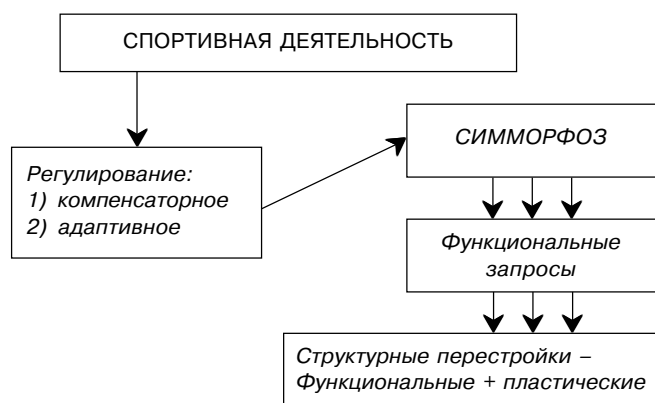 СПОРТИВНАЯ ДЕЯТЕЛЬНОСТЬ
Регулирование:
1) компенсаторное
2) адаптивное
СИММОРФОЗ
Функциональные
запросы
Структурные перестройки –
Функциональные + пластические